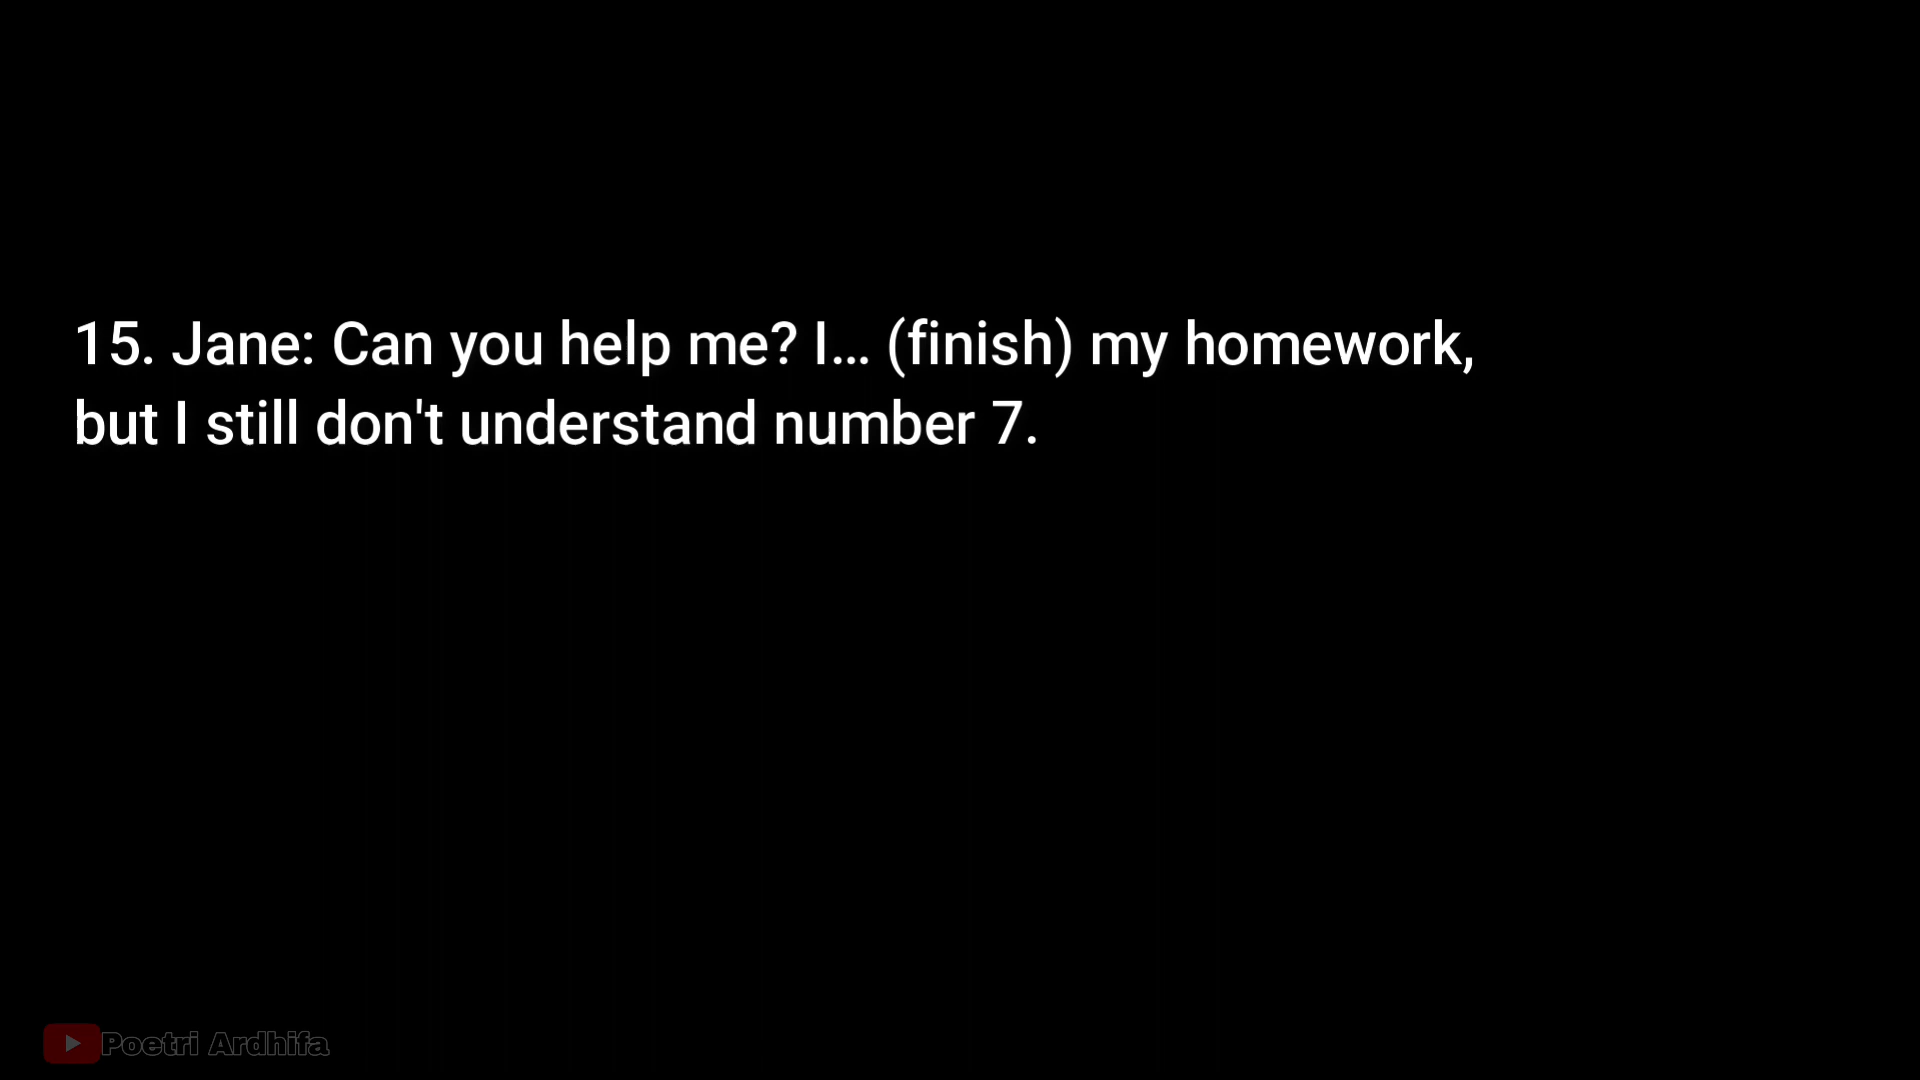 15. Jane: Can you help me? I... (finish) my homework,
but I still don't understand number 7.
Poetri Ardhifa